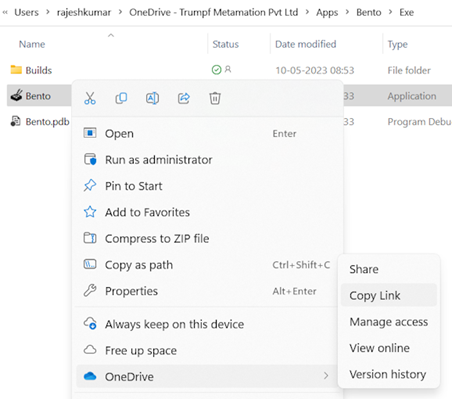 « Users › rajeshkumar › OneDrive - Trumpf Metamation Pvt Ltd › Apps › Bento › Exe
Name Status Date modified Type
Builds 10-05-2023 08:53 File folder
Bento 33 Application
Bento.pdb 33 Program Debu
Open Enter
Run as administrator
Pin to Start
Add to Favorites
Compress to ZIP file
Copy as path Ctrl+Shift+C
Properties Alt+Enter
Always keep on this device
Free up space
OneDrive
Share
Copy Link
Manage access
View online
Version history